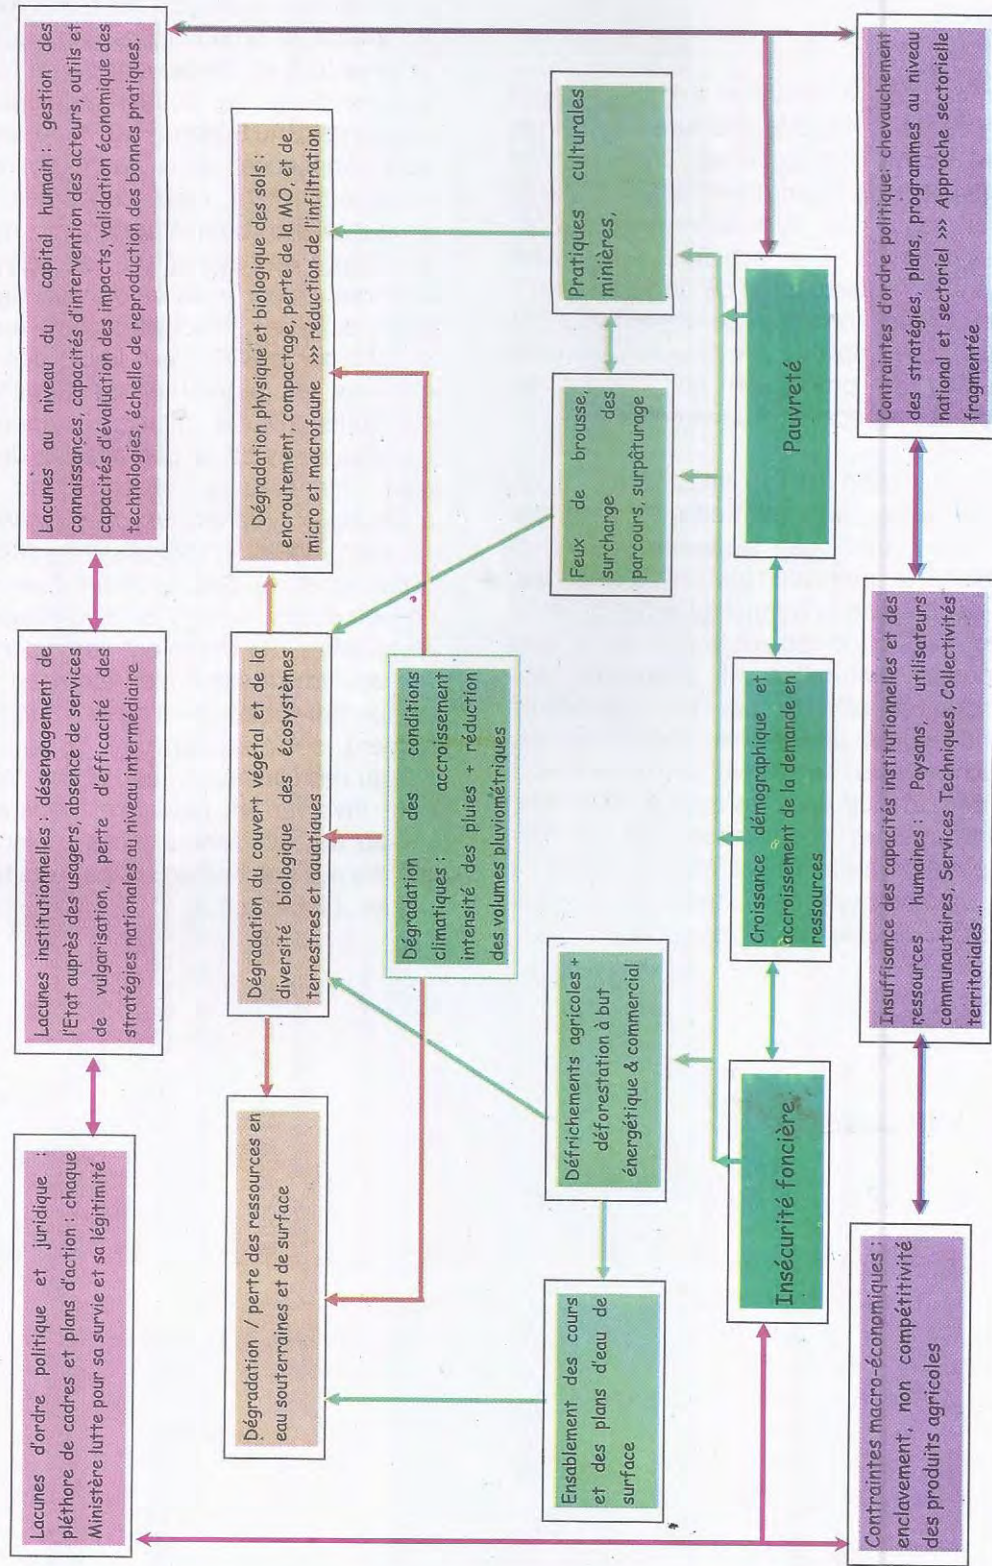 Lacunes d'ordre politique et juridique :
pléthore de cadres et plans d'action : chaque
Ministère lutte pour sa survie et sa légitimité
Lacunes institutionnelles : désengagement de
l'Etat auprès des usagers, absence de services
de vulgarisation, perte d'efficacité des
stratégies nationales au niveau intermédiaire
Lacunes au niveau du capital humain : gestion des
connaissances, capacités d'intervention des acteurs, outils et
capacités d'évaluation des impacts, validation économique des
technologies, échelle de reproduction des bonnes pratiques,
Dégradation / perte des ressources en
eau souterraines et de surface
Dégradation du couvert végétal et de la
diversité biologique des écosystèmes
terrestres et aquatiques
Dégradation physique et biologique des sols :
encroutement, compactage, perte de la MO, et de
micro et macrofaune >>> réduction de l'infiltration
Dégradation des conditions
climatiques : accroissement
intensité des pluies + réduction
des volumes pluviométriques
Ensablement des cours
et des plans d'eau de
surface
Défrichements agricoles +
déforestation à but
énergétique & commercial
Feux de brousse,
surcharge des
parcours, surpâturage
Pratiques culturales
minières,
Insécurité foncière,
Croissance démographique et
accroissement de la demande en
ressources
Pauvreté
Contraintes macro-économiques :
enclavement, non compétitivité
des produits agricoles
Insuffisance des capacités institutionnelles et des
ressources humaines : Paysans, utilisateurs
communautaires, Services Techniques, Collectivités
territoriales...
Contraintes d'ordre politique: chevauchement
des stratégies, plans, programmes au niveau
national et sectoriel >>> Approche sectorielle
fragmentée